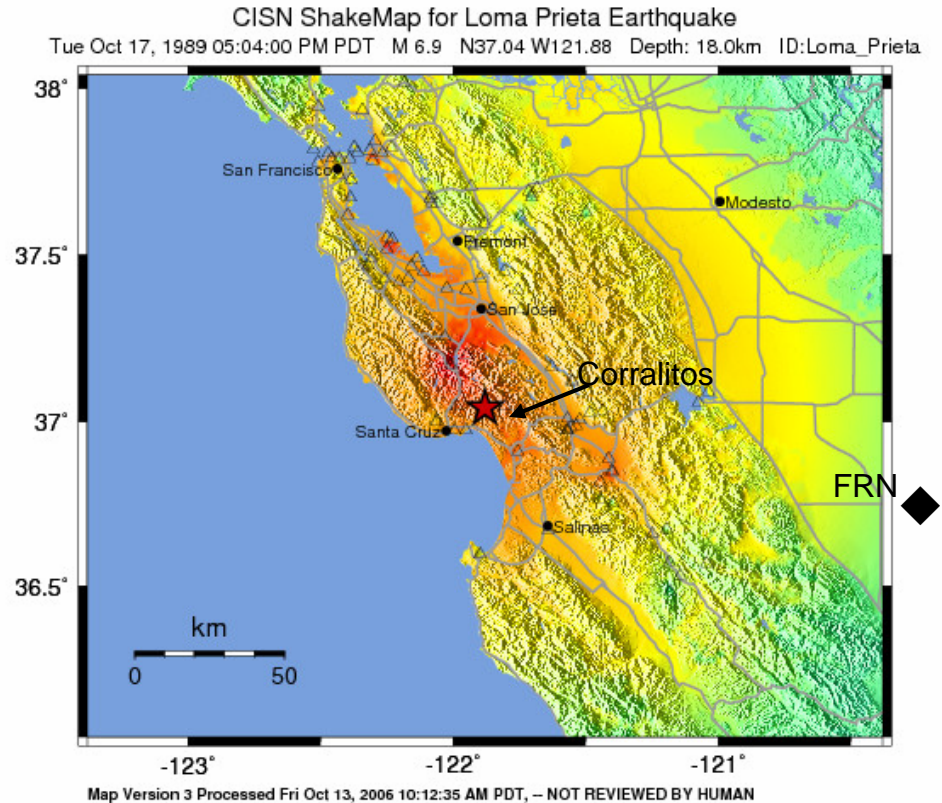 CISN ShakeMap for Loma Prieta Earthquake
Tue Oct 17, 1989 05:04:00 PM PDT M 6.9 N37.04 W121.88 Depth: 18.0km ID:Loma_Prieta
38°
San Francisco
Modesto
37.5°
Fremont
San Jose
Corralitos
37°
Santa Cruz
FRN
Salinas
36.5°
km
0 50
-123° -122° -121°
Map Version 3 Processed Fri Oct 13, 2006 10:12:35 AM PDT, -- NOT REVIEWED BY HUMAN